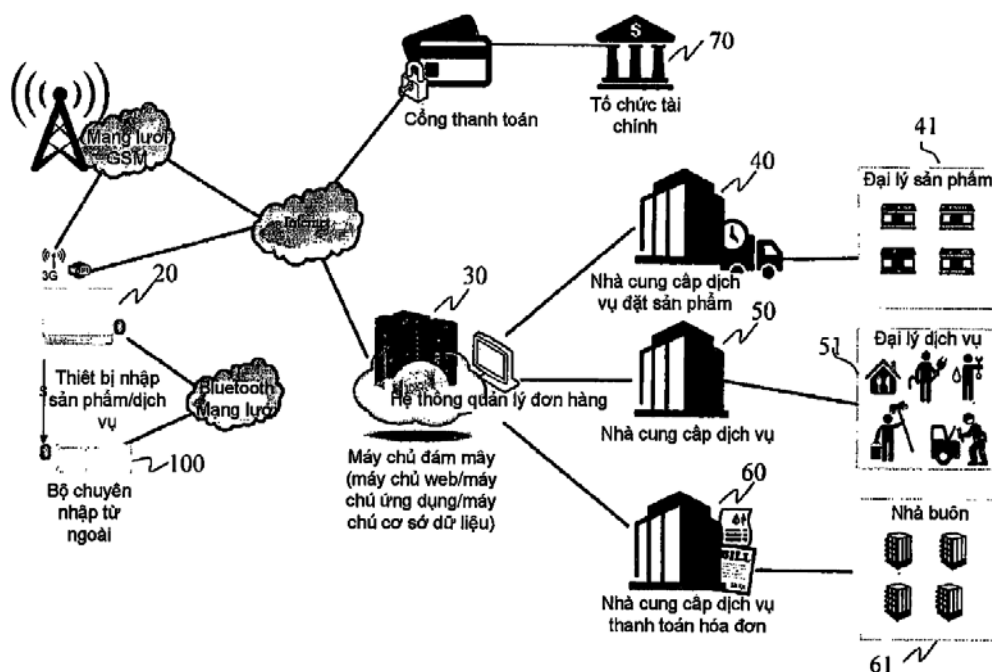 $
70
Cổng thanh toán
Tổ chức tài
chính
Mạng lưới
GSM
Internet
41
Đại lý sản phẩm
40
3G
20
30
Nhà cung cấp dịch
vụ đặt sản phẩm
50
51
Đại lý dịch vụ
Thiết bị nhập
sản phẩm/dịch
vụ
Bluetooth
Mạng lưới
Hệ thống quản lý đơn hàng
Nhà cung cấp dịch vụ
100
Bộ chuyển
nhập từ
ngoài
Máy chủ đám mây
(máy chủ web/máy
chủ ứng dụng/máy
chủ cơ sở dữ liệu)
60
BILL
Nhà buôn
Nhà cung cấp dịch vụ
thanh toán hóa đơn
61